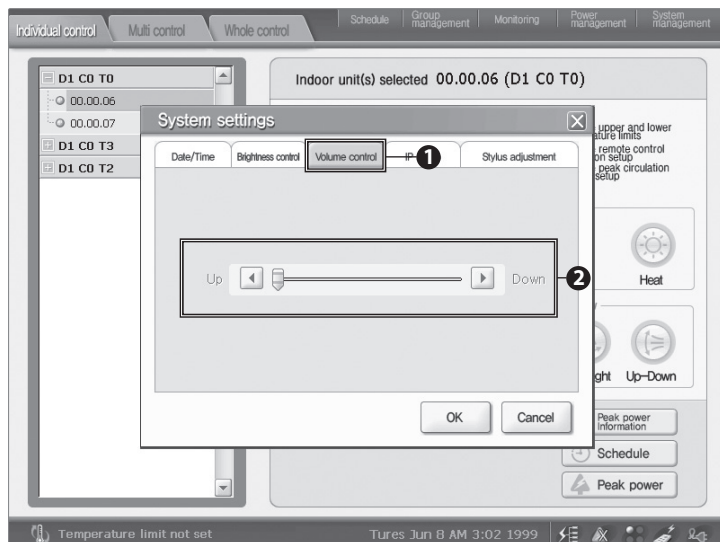 Individual control
Multi control
Whole control
Schedule
Group
management
Monitoring
Power
management
System
management
D1 C0 T0
00.00.06
00.00.07
D1 C0 T3
D1 C0 T2
Indoor unit(s) selected 00.00.06 (D1 C0 T0)
upper and lower
ature limits
remote control
on setup
peak circulation
setup
System settings
Date/Time
Brightness control
Volume control
1
IP
Stylus adjustment
Up
Down
2
OK
Cancel
Heat
ght
Up-Down
Peak power
Information
Schedule
Peak power
Temperature limit not set
Tures Jun 8 AM 3:02 1999